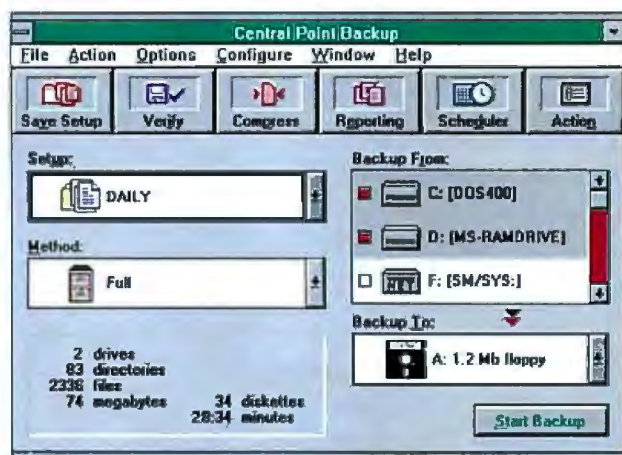 Central Point Backup
File Action Options Configure Window Help
Save Setup Verify Compress Reporting Scheduler Action
Setup:
DAILY
Method:
Full
2 drives
83 directories
2336 files
74 megabytes 34 diskettes
28:34 minutes
Backup From:
C: [DOS400]
D: [MS-RAMDRIVE]
NET F: [SM/SYS:]
Backup To:
A: 1.2 Mb floppy
Start Backup